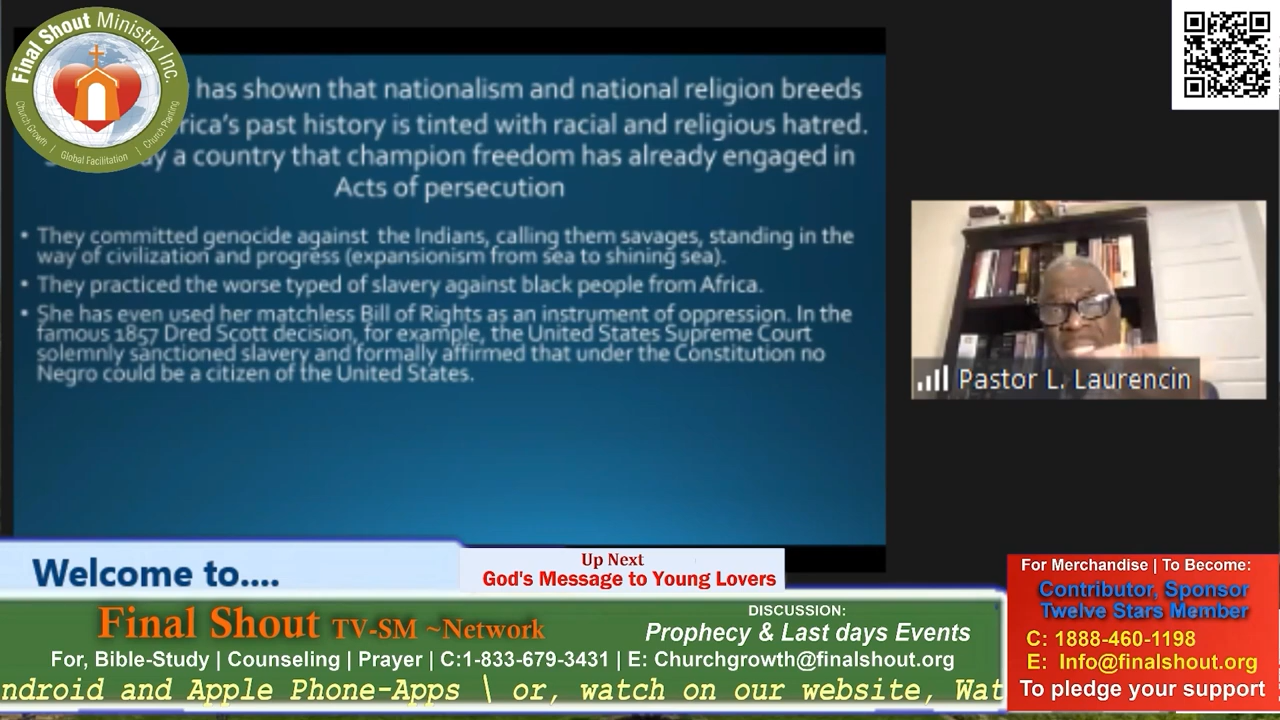 Final Shout Ministry Inc.
Church Growth | Global Facilitation | Church Planting
has shown that nationalism and national religion breeds
rica's past history is tinted with racial and religious hatred.
y a country that champion freedom has already engaged in
Acts of persecution
• They committed genocide against the Indians, calling them savages, standing in the
way of civilization and progress (expansionism from sea to shining sea).
• They practiced the worse typed of slavery against black people from Africa.
• She has even used her matchless Bill of Rights as an instrument of oppression. In the
famous 1857 Dred Scott decision, for example, the United States Supreme Court
solemnly sanctioned slavery and formally affirmed that under the Constitution no
Negro could be a citizen of the United States.
Pastor L. Laurencin
Welcome to....
Up Next
God's Message to Young Lovers
Final Shout TV-SM ~Network
DISCUSSION:
Prophecy & Last days Events
For, Bible-Study | Counseling | Prayer | C:1-833-679-3431 | E: Churchgrowth@finalshout.org
ndroid and Apple Phone-Apps \ or, watch on our website, Wat
For Merchandise | To Become:
Contributor, Sponsor
Twelve Stars Member
C: 1888-460-1198
E: Info@finalshout.org
To pledge your support